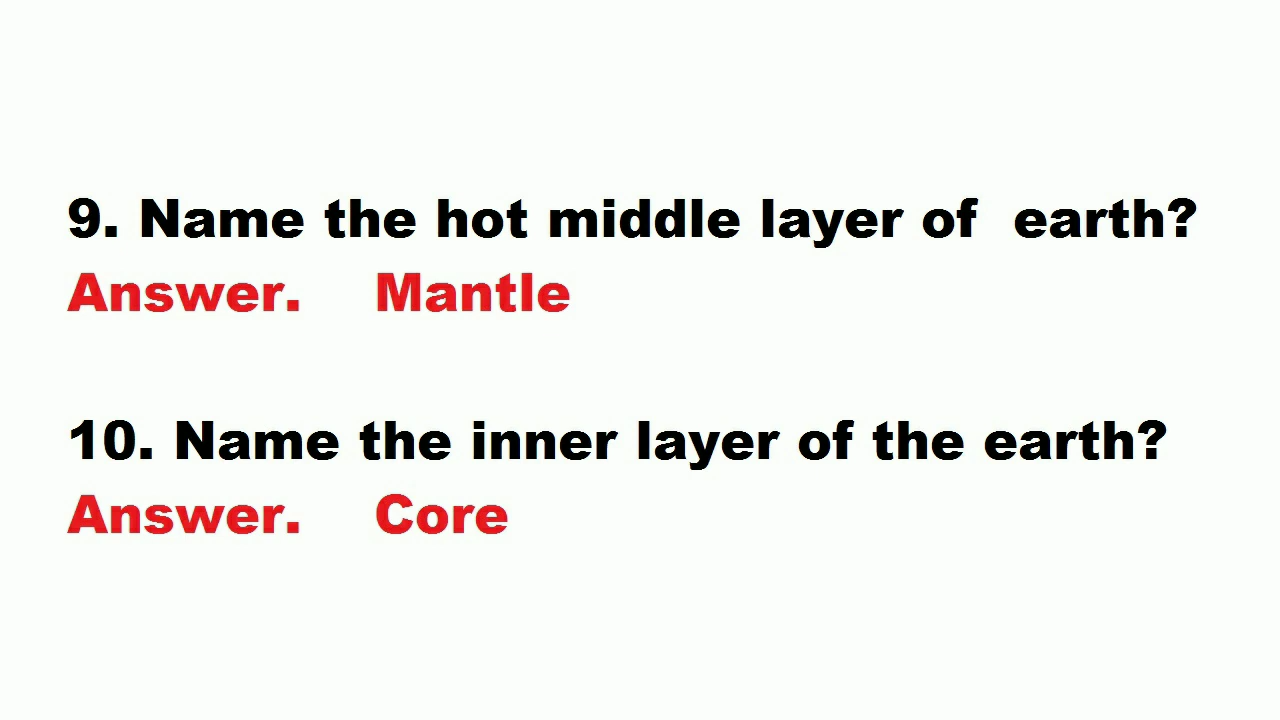 9. Name the hot middle layer of  earth?
Answer.    Mantle
10. Name the inner layer of the earth?
Answer.    Core